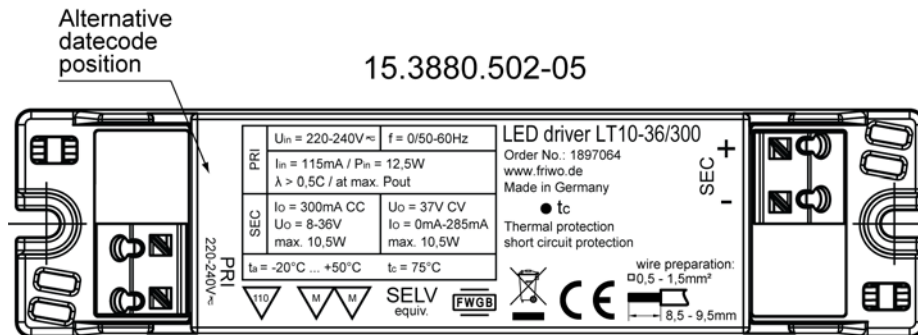 Alternative
datecode
position
15.3880.502-05
PRI
Uin = 220-240V≂
f = 0/50-60Hz
Iin = 115mA / Pin = 12,5W
λ > 0,5C / at max. Pout
SEC
Io = 300mA CC
Uo = 8-36V
max. 10,5W
Uo = 37V CV
Io = 0mA-285mA
max. 10,5W
ta = -20°C ... +50°C
tc = 75°C
LED driver LT10-36/300
Order No.: 1897064
www.friwo.de
Made in Germany
● tc
Thermal protection
short circuit protection
SEC
+
-
PRI
220-240V≂
110
M
M
SELV
equiv.
FWGB
CE
wire preparation:
0,5 - 1,5mm²
8,5 - 9,5mm